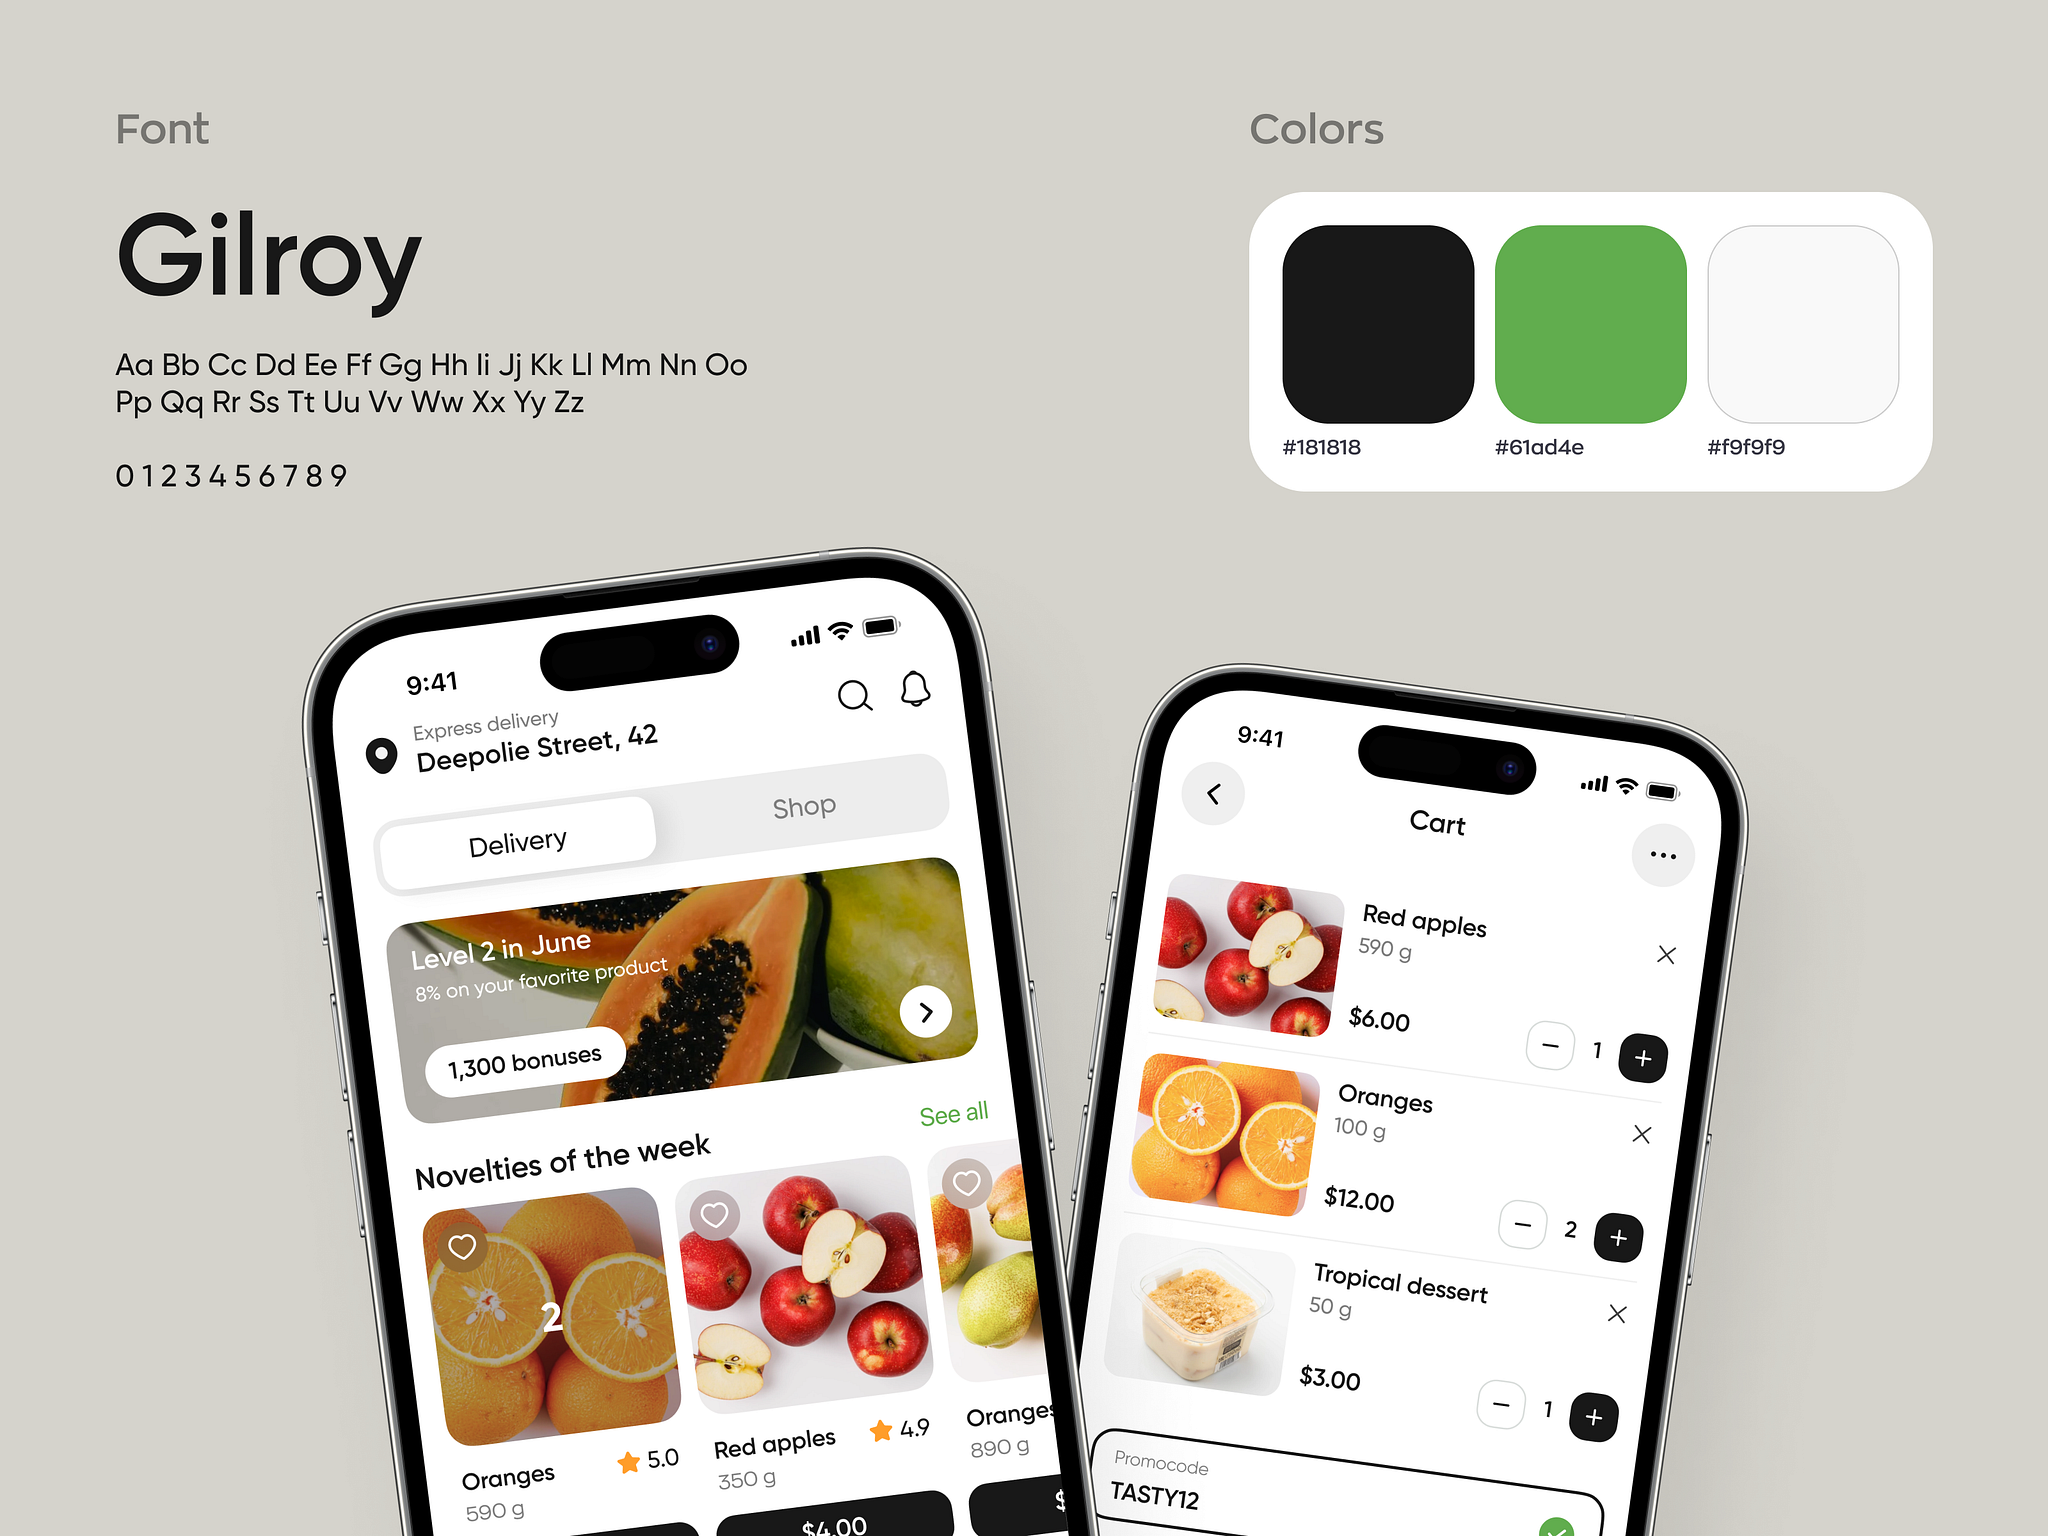 Font
Gilroy
Aa Bb Cc Dd Ee Ff Gg Hh Ii Jj Kk Ll Mm Nn Oo
Pp Qq Rr Ss Tt Uu Vv Ww Xx Yy Zz
0 1 2 3 4 5 6 7 8 9
Colors
#181818
#61ad4e
#f9f9f9
9:41
Express delivery
Deepolie Street, 42
Delivery
Shop
Level 2 in June
8% on your favorite product
1,300 bonuses
Novelties of the week
See all
2
Oranges
5.0
590 g
Red apples
4.9
350 g
$4.00
Oranges
890 g
$
9:41
Cart
Red apples
590 g
$6.00
1
Oranges
100 g
$12.00
2
Tropical dessert
50 g
$3.00
1
Promocode
TASTY12